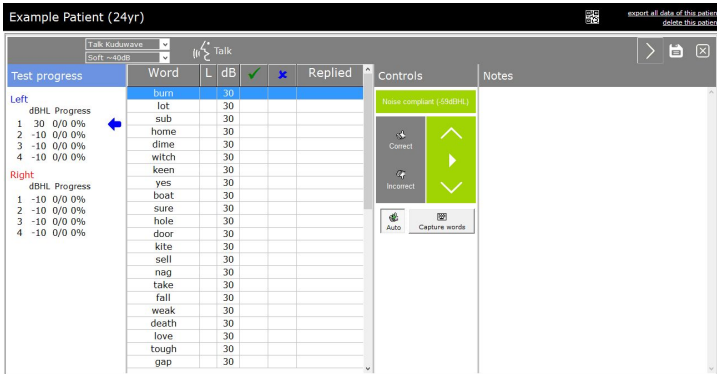 Example Patient (24yr)
export all data of this patien
delete this patien
Talk Kuduwave
Soft ~40dB
Talk
Test progress
Left
dBHL Progress
1 30 0/0 0%
2 -10 0/0 0%
3 -10 0/0 0%
4 -10 0/0 0%
Right
dBHL Progress
1 -10 0/0 0%
2 -10 0/0 0%
3 -10 0/0 0%
4 -10 0/0 0%
Word L dB Replied
burn 30
lot 30
sub 30
home 30
dime 30
witch 30
keen 30
yes 30
boat 30
sure 30
hole 30
door 30
kite 30
sell 30
nag 30
take 30
fall 30
weak 30
death 30
love 30
tough 30
gap 30
Controls
Noise compliant (-59dBHL)
Correct
Incorrect
Auto
Capture words
Notes